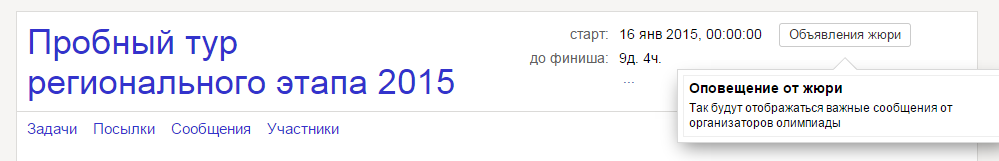 Пробный тур
регионального этапа 2015
старт: 16 янв 2015, 00:00:00
до финиша: 9д. 4ч.
...
Объявления жюри
Оповещение от жюри
Так будут отображаться важные сообщения от
организаторов олимпиады
Задачи Посылки Сообщения Участники